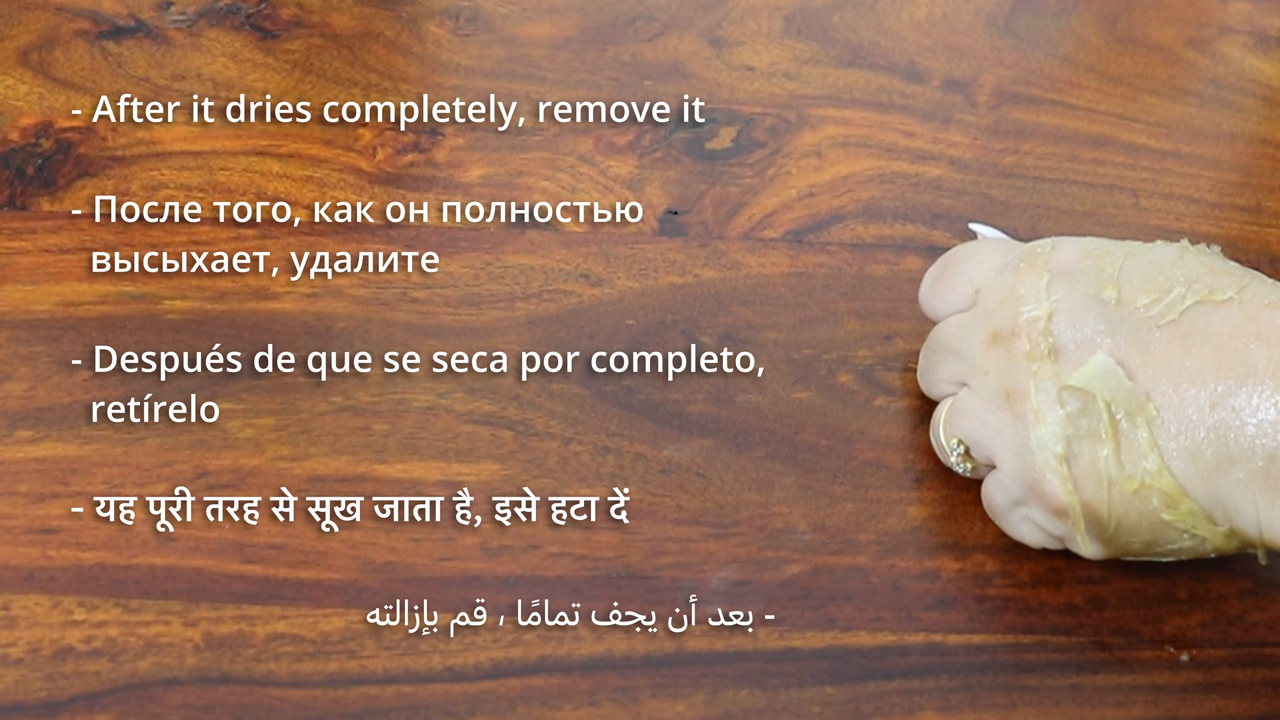 - After it dries completely, remove it
- После того, как он полностью
высыхает, удалите
- Después de que se seca por completo,
retírelo
- यह पूरी तरह से सूख जाता है, इसे हटा दें
- بعد أن يجف تمامًا ، قم بإزالته